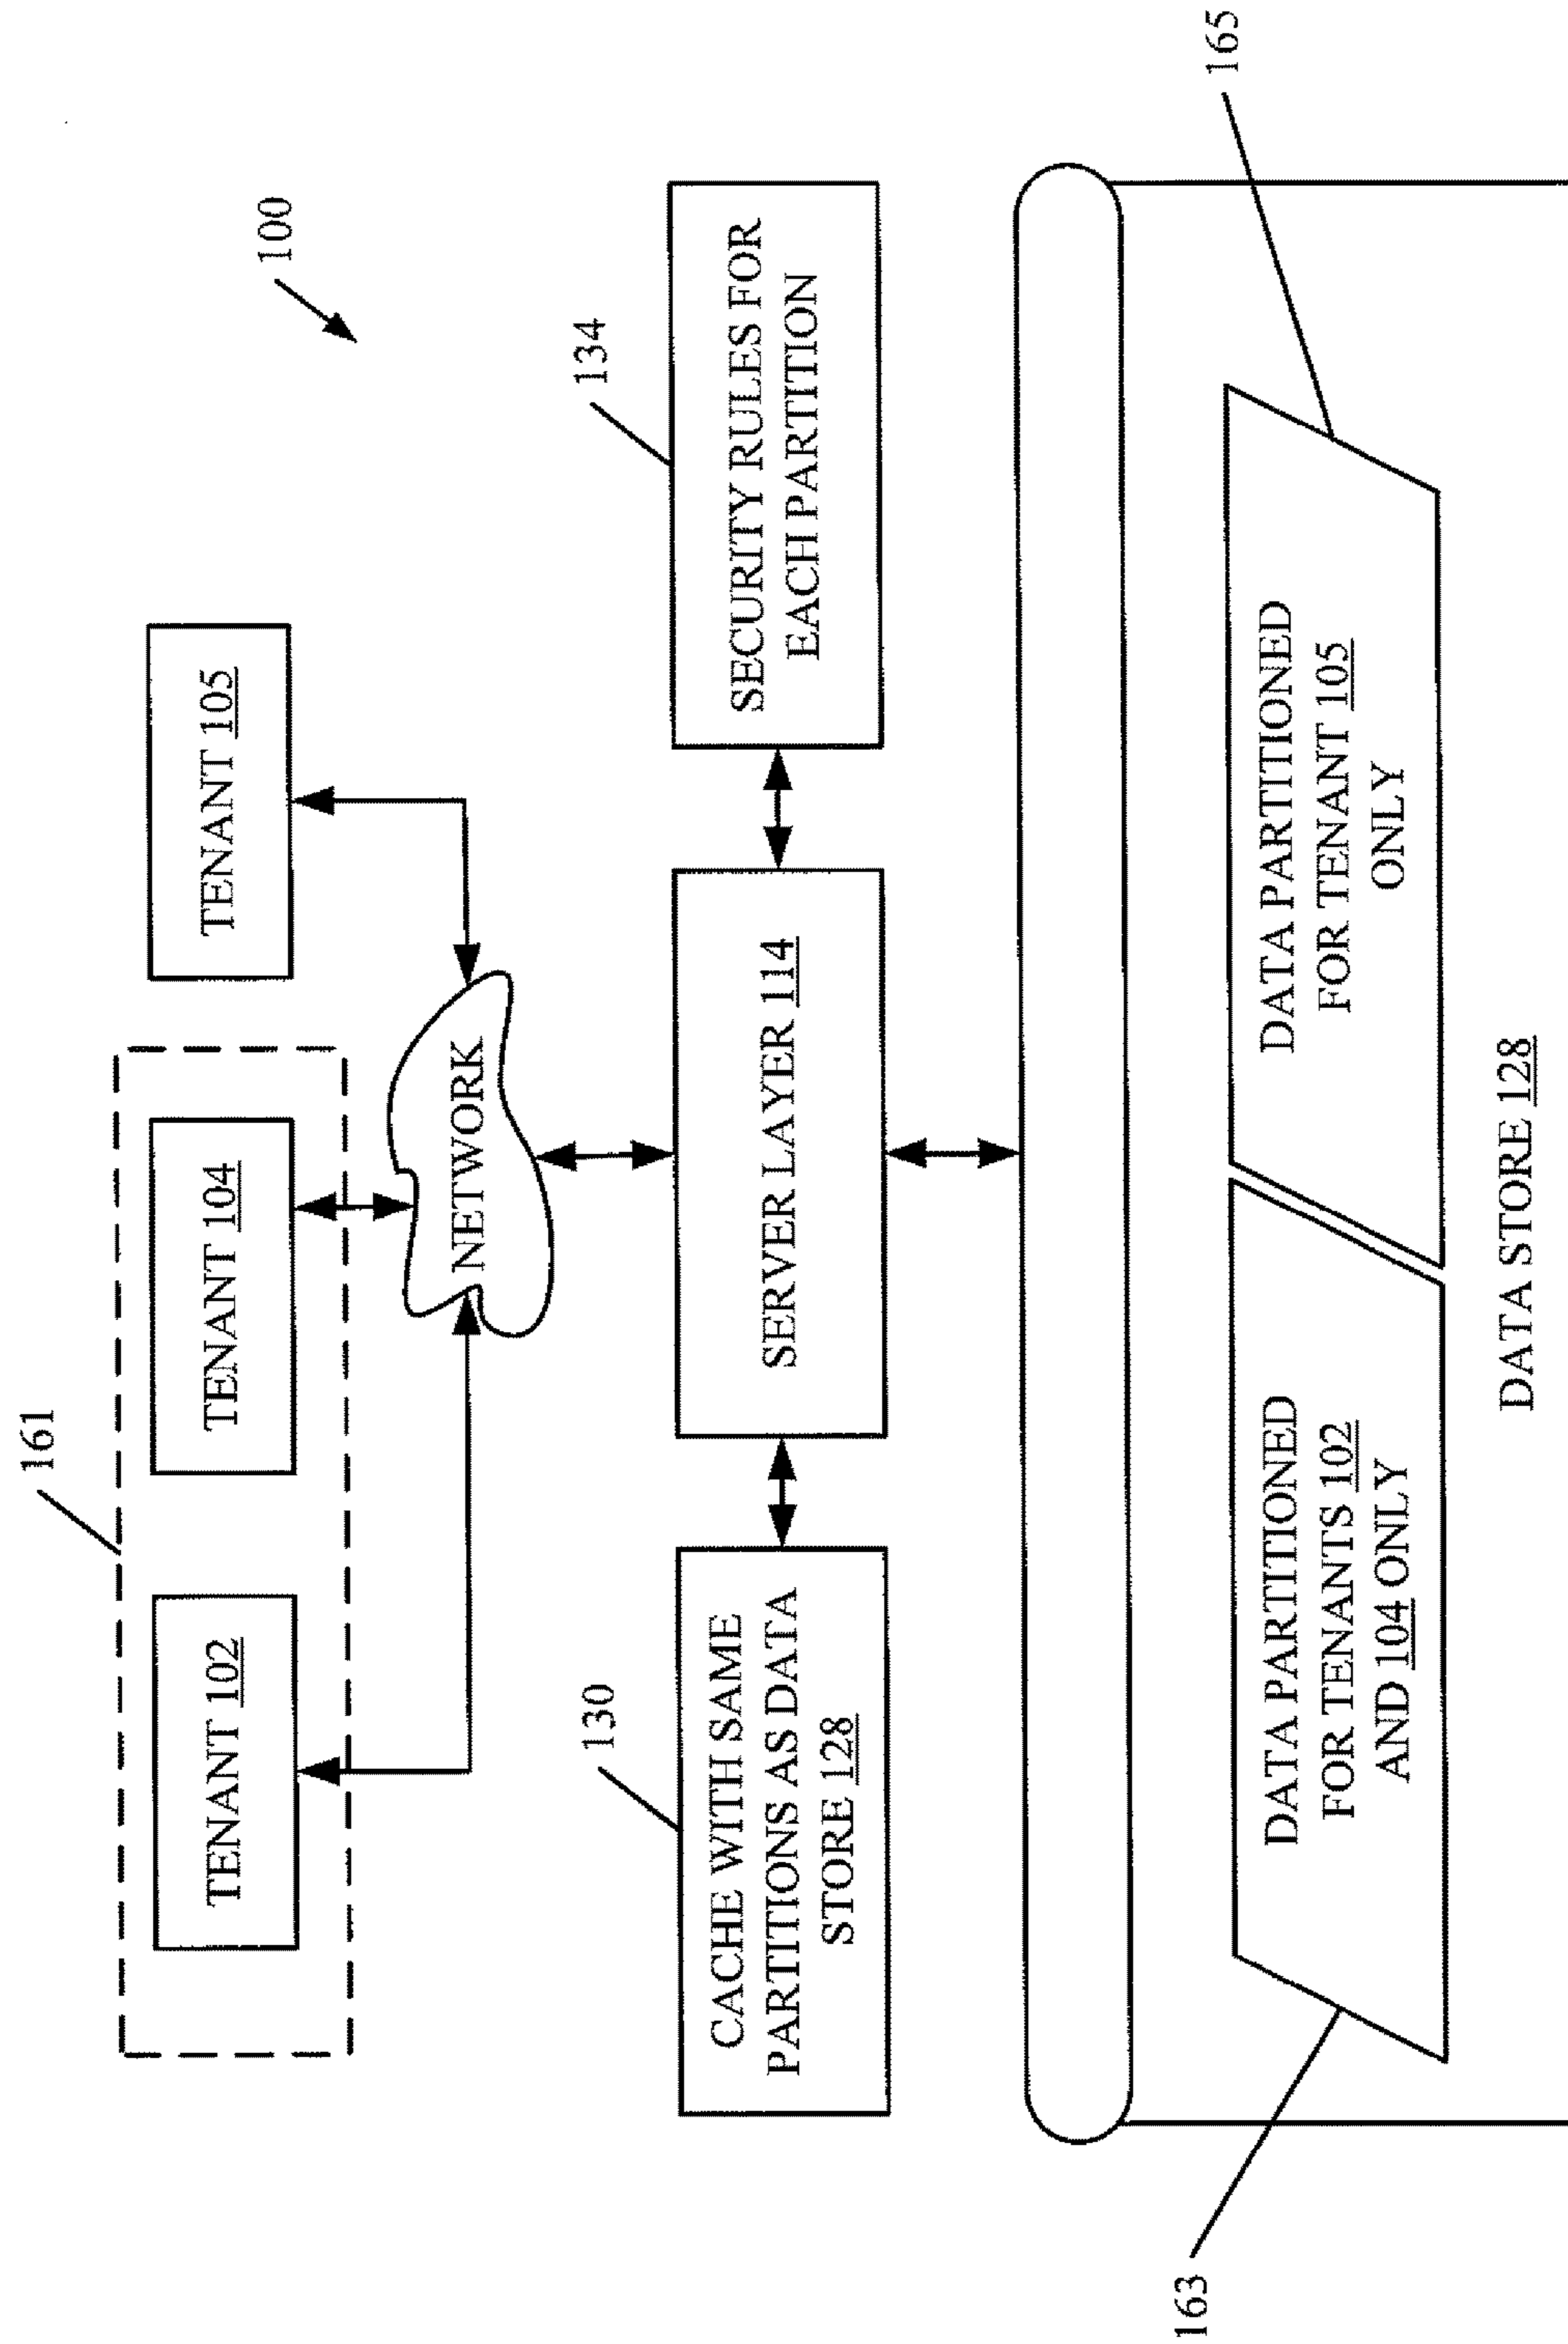 100
161
TENANT 102
TENANT 104
TENANT 105
NETWORK
130
134
CACHE WITH SAME
PARTITIONS AS DATA
STORE 128
SERVER LAYER 114
SECURITY RULES FOR
EACH PARTITION
163
165
DATA PARTITIONED
FOR TENANTS 102
AND 104 ONLY
DATA PARTITIONED
FOR TENANT 105
ONLY
DATA STORE 128